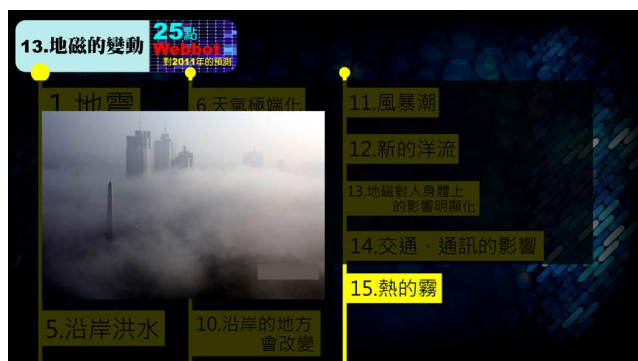 13.地磁的變動
25點
Webbot
對2011年的預測
1.地震
5.沿岸洪水
6.天氣極端化
10.沿岸的地方
會改變
11.風暴潮
12.新的洋流
13.地磁對人身體上
的影響明顯化
14.交通、通訊的影響
15.熱的霧